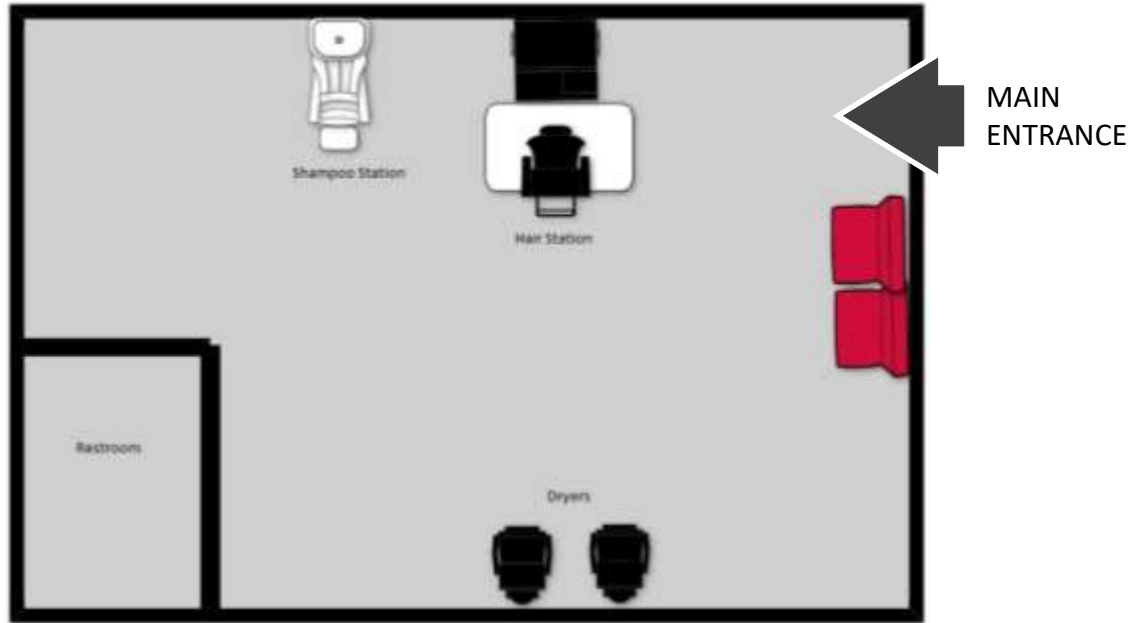 MAIN
ENTRANCE
Shampoo Station
Hair Station
Restroom
Dryers